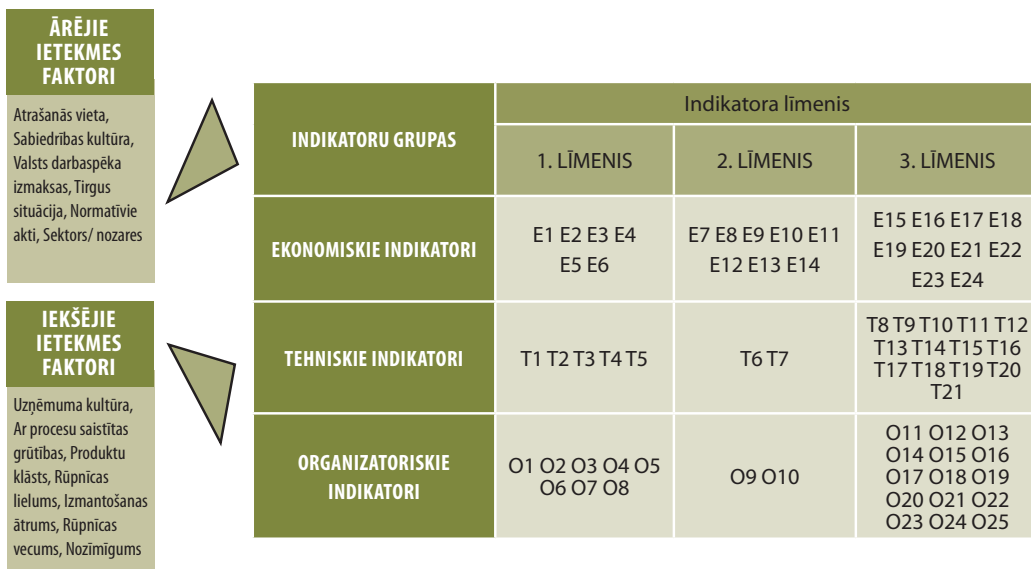 ĀRĒJIE
IETEKMES
FAKTORI
Atrašanās vieta,
Sabiedrības kultūra,
Valsts darbaspēka
izmaksas, Tirgus
situācija, Normatīvie
akti, Sektors/ nozares
IEKŠĒJIE
IETEKMES
FAKTORI
Uzņēmuma kultūra,
Ar procesu saistītas
grūtības, Produktu
klāsts, Rūpnīcas
lielums, Izmantošanas
ātrums, Rūpnīcas
vecums, Nozīmīgums
INDIKATORU GRUPAS
Indikatora līmenis
1. LĪMENIS
2. LĪMENIS
3. LĪMENIS
EKONOMISKIE INDIKATORI
E1 E2 E3 E4
E5 E6
E7 E8 E9 E10 E11
E12 E13 E14
E15 E16 E17 E18
E19 E20 E21 E22
E23 E24
TEHNISKIE INDIKATORI
T1 T2 T3 T4 T5
T6 T7
T8 T9 T10 T11 T12
T13 T14 T15 T16
T17 T18 T19 T20
T21
ORGANIZATORISKIE
INDIKATORI
O1 O2 O3 O4 O5
O6 O7 O8
O9 O10
O11 O12 O13
O14 O15 O16
O17 O18 O19
O20 O21 O22
O23 O24 O25